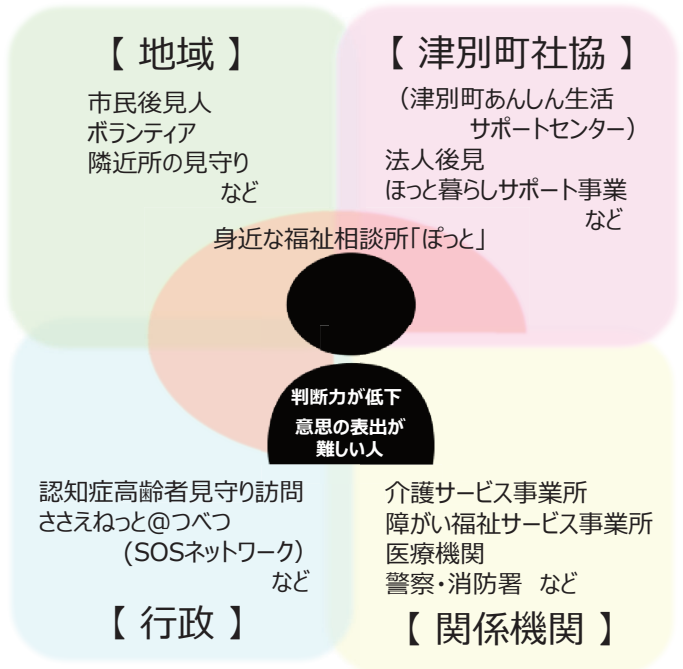 【 地域 】
市民後見人
ボランティア
隣近所の見守り
など
【 津別町社協 】
（津別町あんしん生活
サポートセンター）
法人後見
ほっと暮らしサポート事業
など
身近な福祉相談所「ぽっと」
判断力が低下
意思の表出が
難しい人
認知症高齢者見守り訪問
ささえねっと@つべつ
(SOSネットワーク）
など
【 行政 】
介護サービス事業所
障がい福祉サービス事業所
医療機関
警察・消防署 など
【 関係機関 】